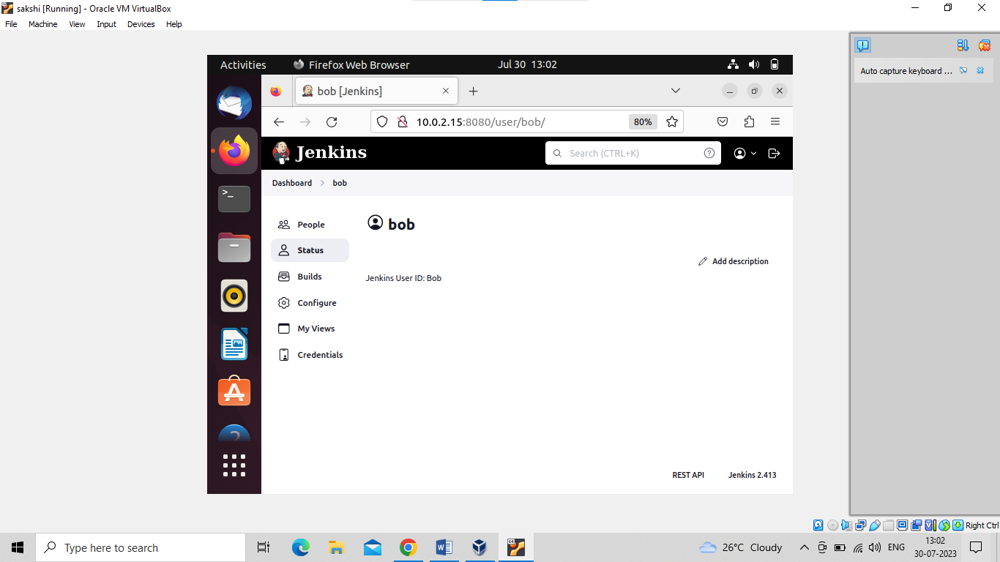 sakshi [Running] - Oracle VM VirtualBox
File Machine View Input Devices Help
Auto capture keyboard ...
Activities Firefox Web Browser Jul 30 13:02
bob [Jenkins]
10.0.2.15:8080/user/bob/ 80%
Jenkins Search (CTRL+K)
Dashboard bob
bob
People
Status
Builds
Configure
My Views
Credentials
Add description
Jenkins User ID: Bob
REST API Jenkins 2.413
Right Ctrl
Type here to search
26°C Cloudy
ENG
13:02
30-07-2023